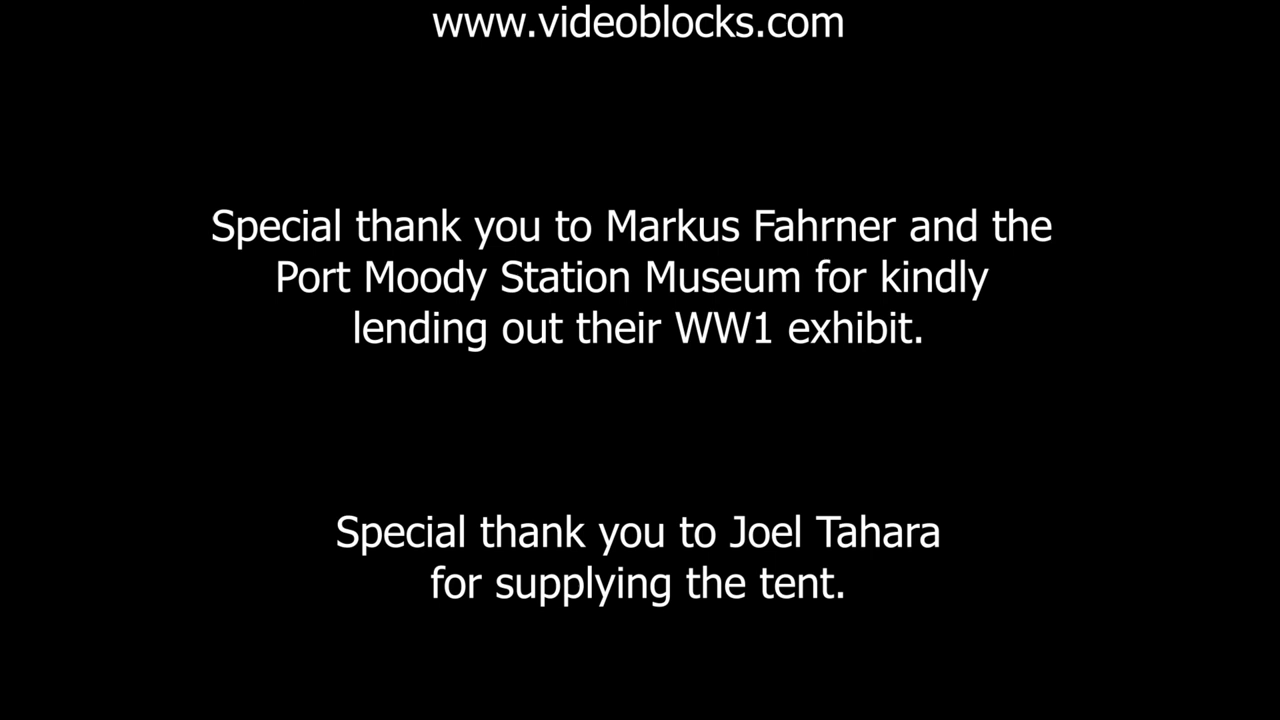 www.videoblocks.com
Special thank you to Markus Fahrner and the
Port Moody Station Museum for kindly
lending out their WW1 exhibit.
Special thank you to Joel Tahara
for supplying the tent.